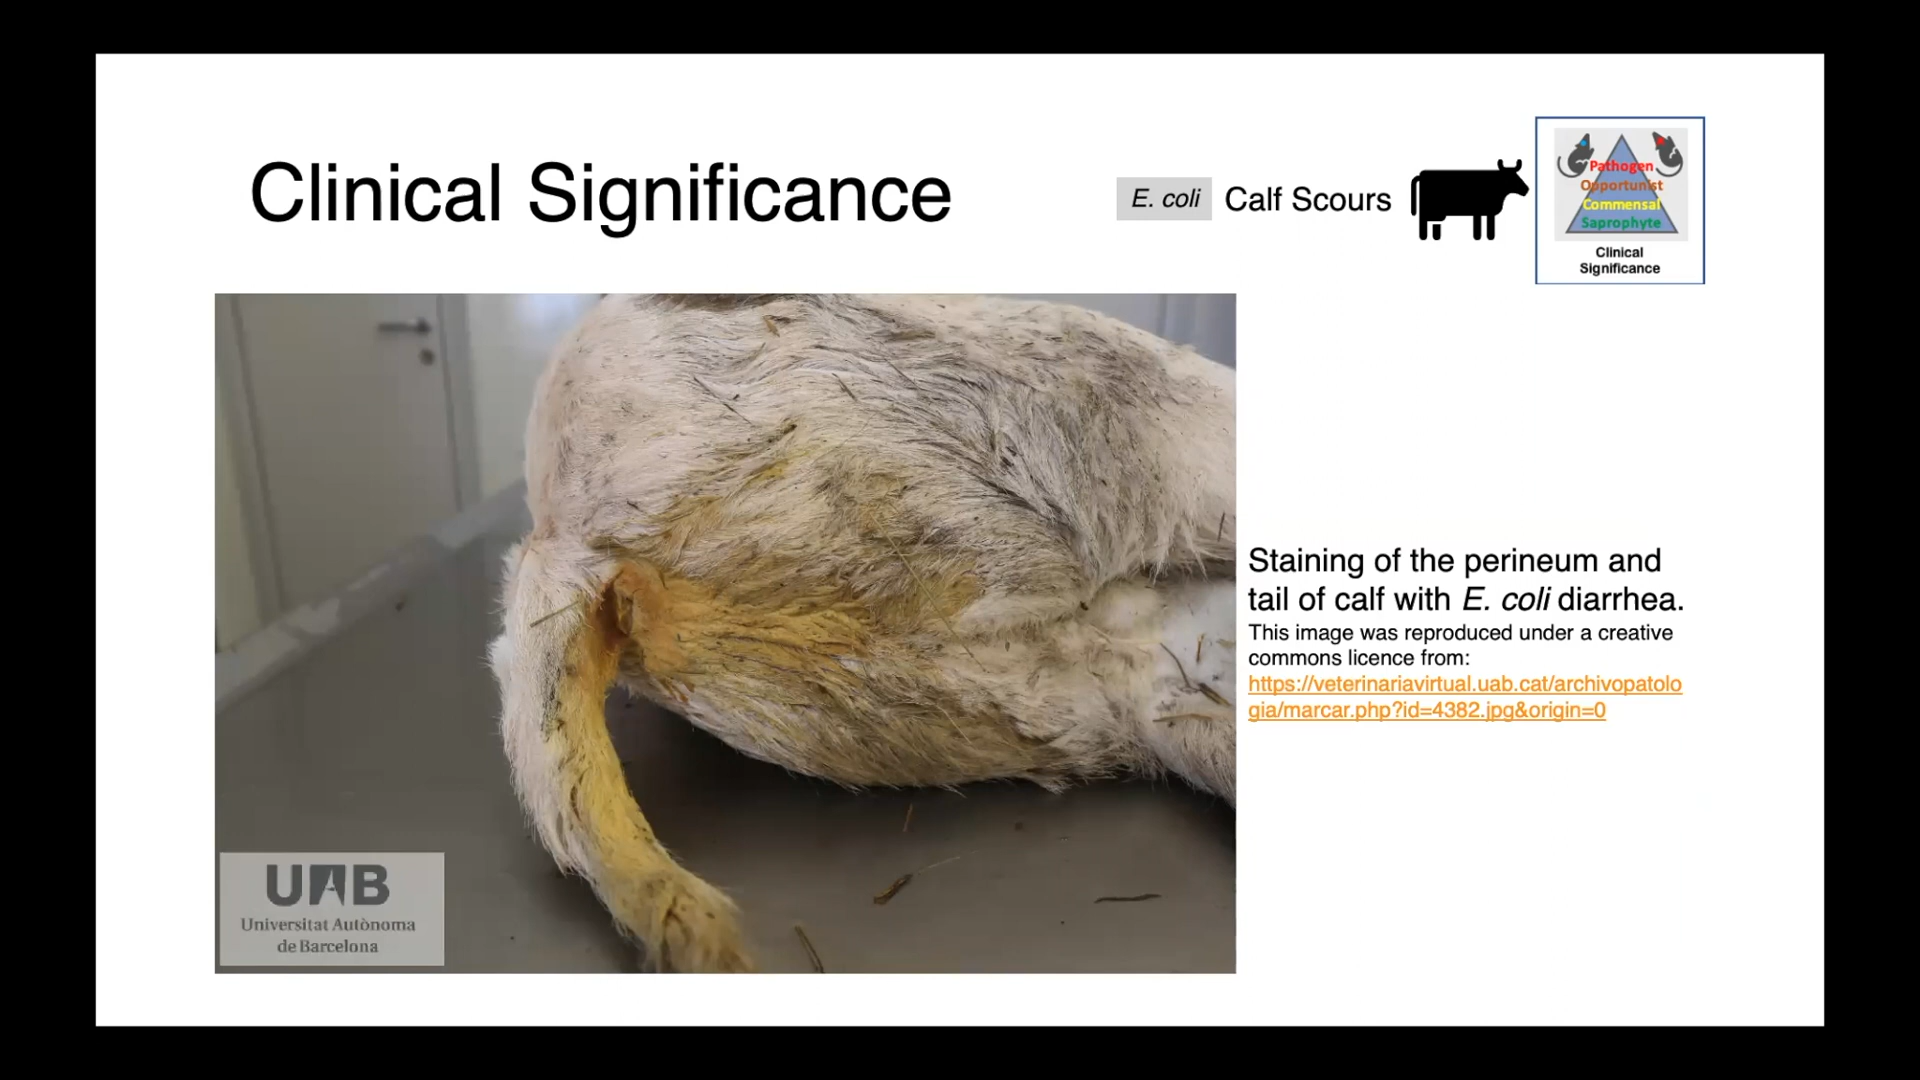 Clinical Significance
E. coli Calf Scours
Pathogen
Opportunist
Commensal
Saprophyte
Clinical
Significance
Staining of the perineum and
tail of calf with E. coli diarrhea.
This image was reproduced under a creative
commons licence from:
https://veterinariavirtual.uab.cat/archivopatolo
gia/marcar.php?id=4382.jpg&origin=0
UAB
Universitat Autònoma
de Barcelona